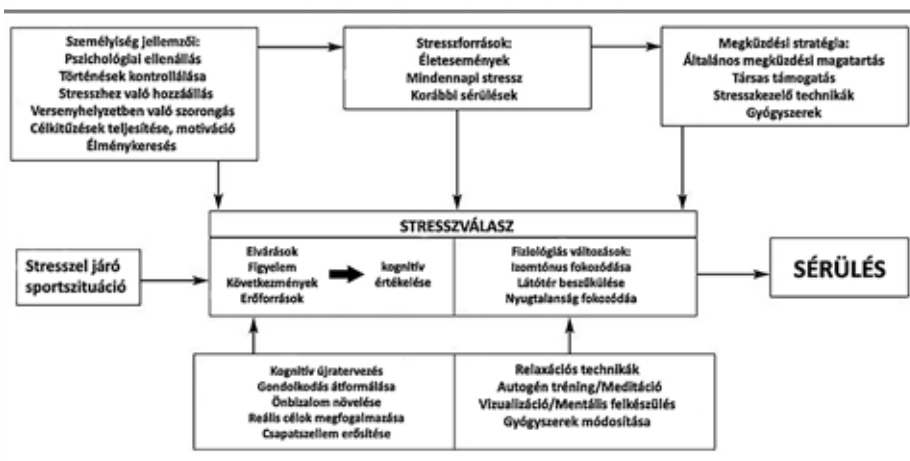 Személyiség jellemzői:
Pszichológiai ellenállás
Történések kontrollálása
Stresszhez való hozzáállás
Versenyhelyzetben való szorongás
Célkitűzések teljesítése, motiváció
Élménykeresés
Stresszforrások:
Életesemények
Mindennapi stressz
Korábbi sérülések
Megküzdési stratégia:
Általános megküzdési magatartás
Társas támogatás
Stresszkezelő technikák
Gyógyszerek
STRESSZVÁLASZ
Stresszel járó
sportszituáció
Elvárások
Figyelem
Következmények
Erőforrások
kognitív
értékelése
Fiziológiás változások:
Izomtónus fokozódása
Látótér beszűkülése
Nyugtalanság fokozódáa
SÉRÜLÉS
Kognitív újratervezés
Gondolkodás átformálása
Önbizalom növelése
Reális célok megfogalmazása
Csapatszellem erősítése
Relaxációs technikák
Autogén tréning/Meditáció
Vizualizáció/Mentális felkészülés
Gyógyszerek módosítása